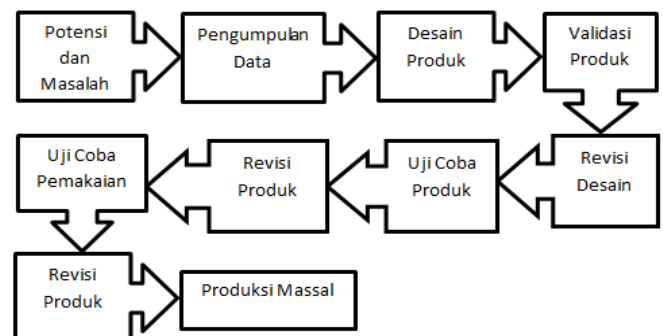 Potensi
dan
Masalah
Pengumpulan
Data
Desain
Produk
Validasi
Produk
Revisi
Desain
Uji Coba
Produk
Revisi
Produk
Uji Coba
Pemakaian
Revisi
Produk
Produksi Massal